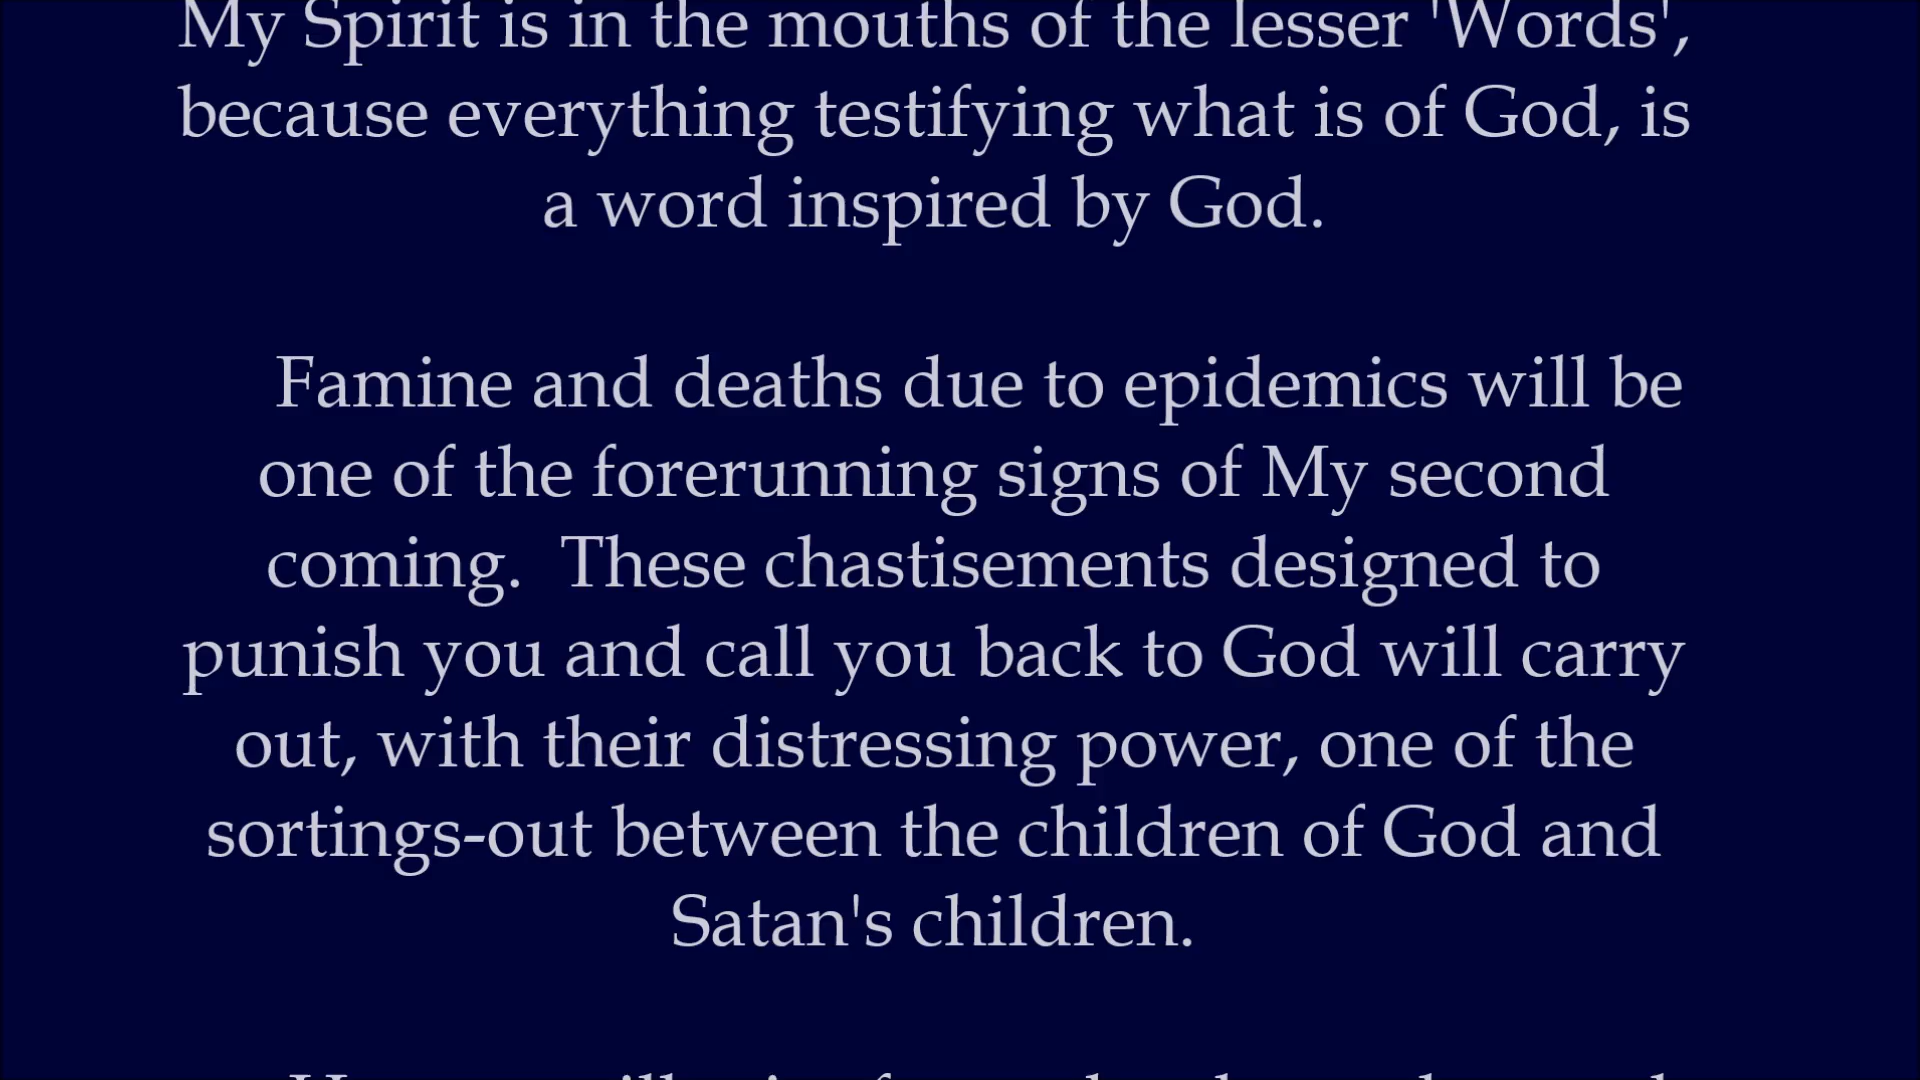 My Spirit is in the mouths of the lesser 'Words',
because everything testifying what is of God, is
a word inspired by God.
Famine and deaths due to epidemics will be
one of the forerunning signs of My second
coming.  These chastisements designed to
punish you and call you back to God will carry
out, with their distressing power, one of the
sortings-out between the children of God and
Satan's children.